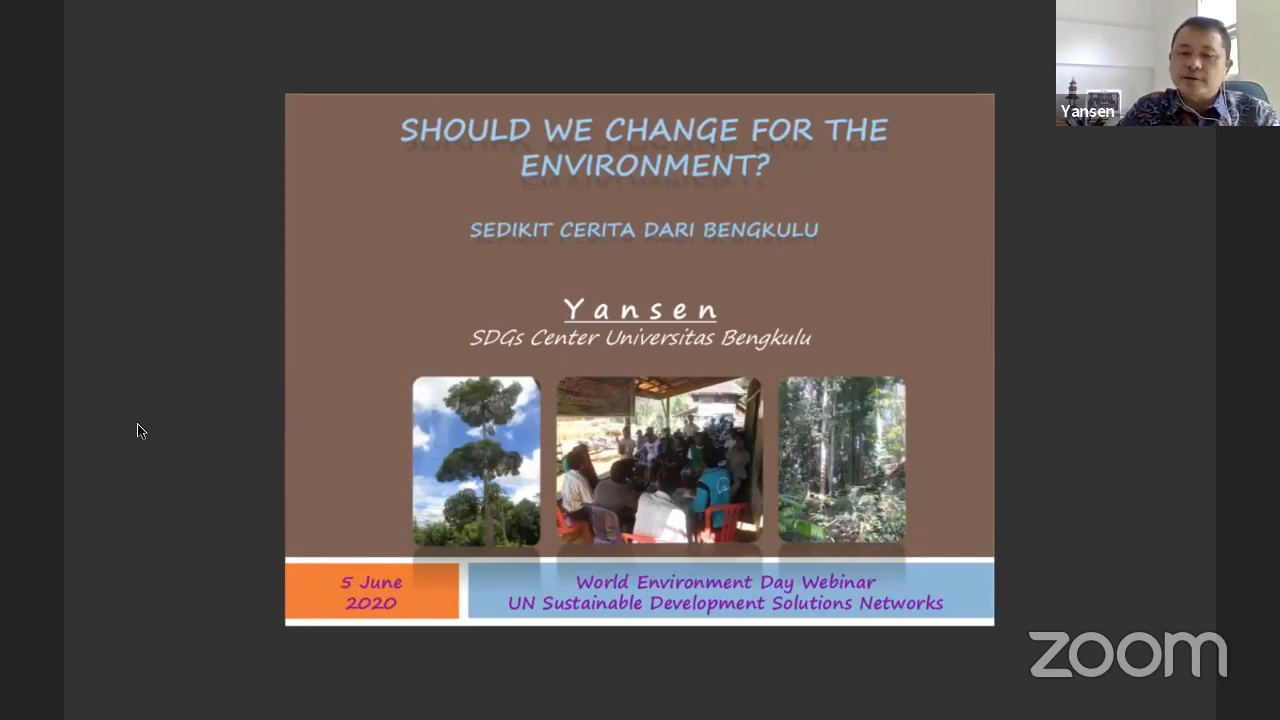 Yansen
SHOULD WE CHANGE FOR THE
ENVIRONMENT?
SEDIKIT CERITA DARI BENGKULU
Yansen
SDGs Center Universitas Bengkulu
5 June
2020
World Environment Day Webinar
UN Sustainable Development Solutions Networks
zoom